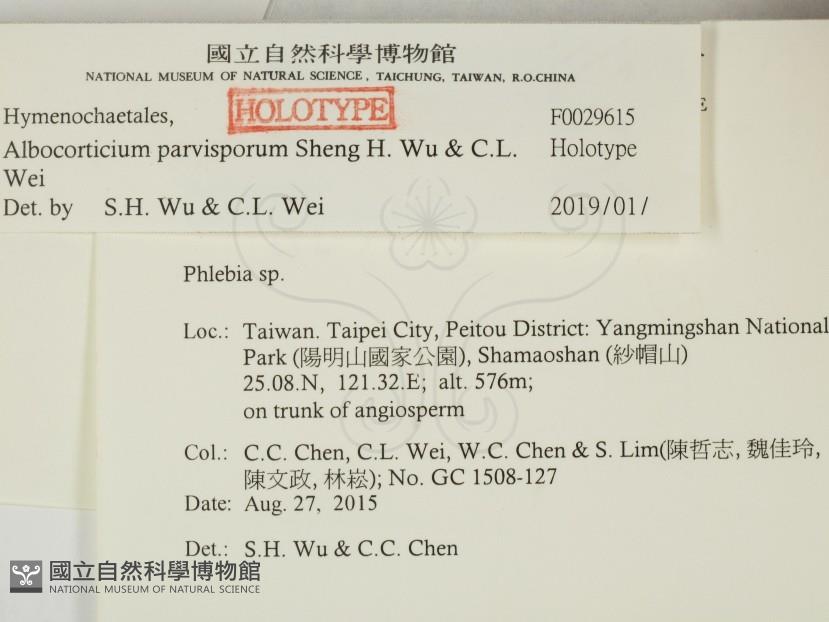 國立自然科學博物館
NATIONAL MUSEUM OF NATURAL SCIENCE, TAICHUNG, TAIWAN, R.O.CHINA
Hymenochaetales, HOLOTYPE F0029615
Albocorticium parvisporum Sheng H. Wu & C.L. Holotype
Wei
Det. by S.H. Wu & C.L. Wei 2019/01/
Phlebia sp.
Loc.: Taiwan. Taipei City, Peitou District: Yangmingshan National
Park (陽明山國家公園), Shamaoshan (紗帽山)
25.08.N, 121.32.E; alt. 576m;
on trunk of angiosperm
Col.: C.C. Chen, C.L. Wei, W.C. Chen & S. Lim(陳哲志, 魏佳玲,
陳文政, 林崧); No. GC 1508-127
Date: Aug. 27, 2015
Det.: S.H. Wu & C.C. Chen
國立自然科學博物館
NATIONAL MUSEUM OF NATURAL SCIENCE